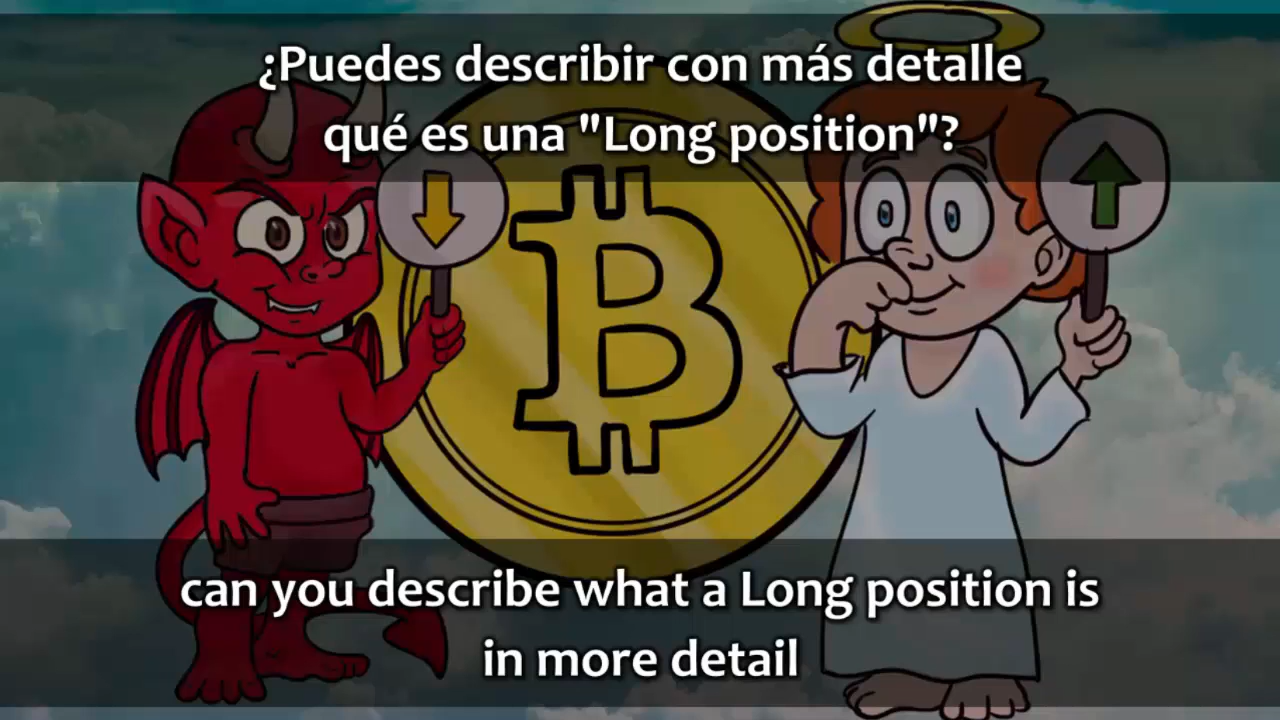 ¿Puedes describir con más detalle
qué es una "Long position"?
can you describe what a Long position is
in more detail